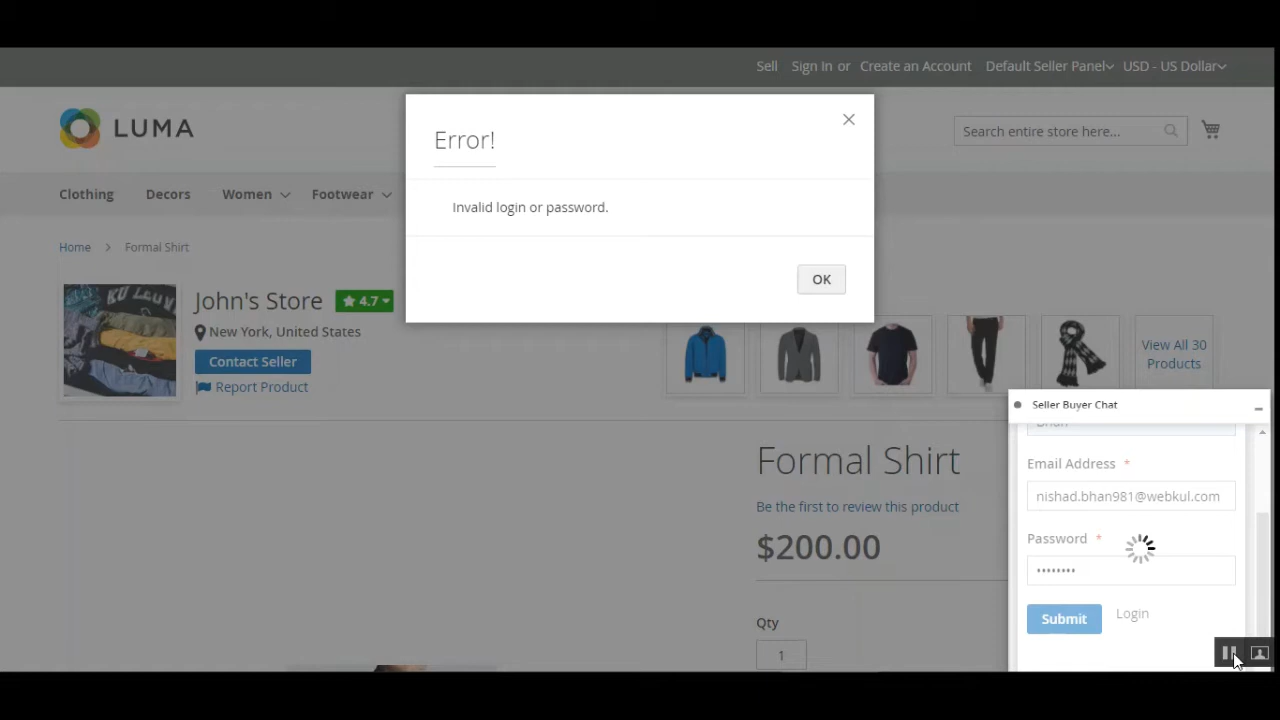 Sell Sign In or Create an Account Default Seller Panel USD - US Dollar
LUMA
Search entire store here...
Clothing Decors Women Footwear
Error!
Invalid login or password.
OK
Home > Formal Shirt
John's Store 4.7
New York, United States
Contact Seller
Report Product
View All 30
Products
Formal Shirt
Be the first to review this product
$200.00
Qty
1
Seller Buyer Chat
Bhan
Email Address *
nishad.bhan981@webkul.com
Password *
••••••••
Submit Login